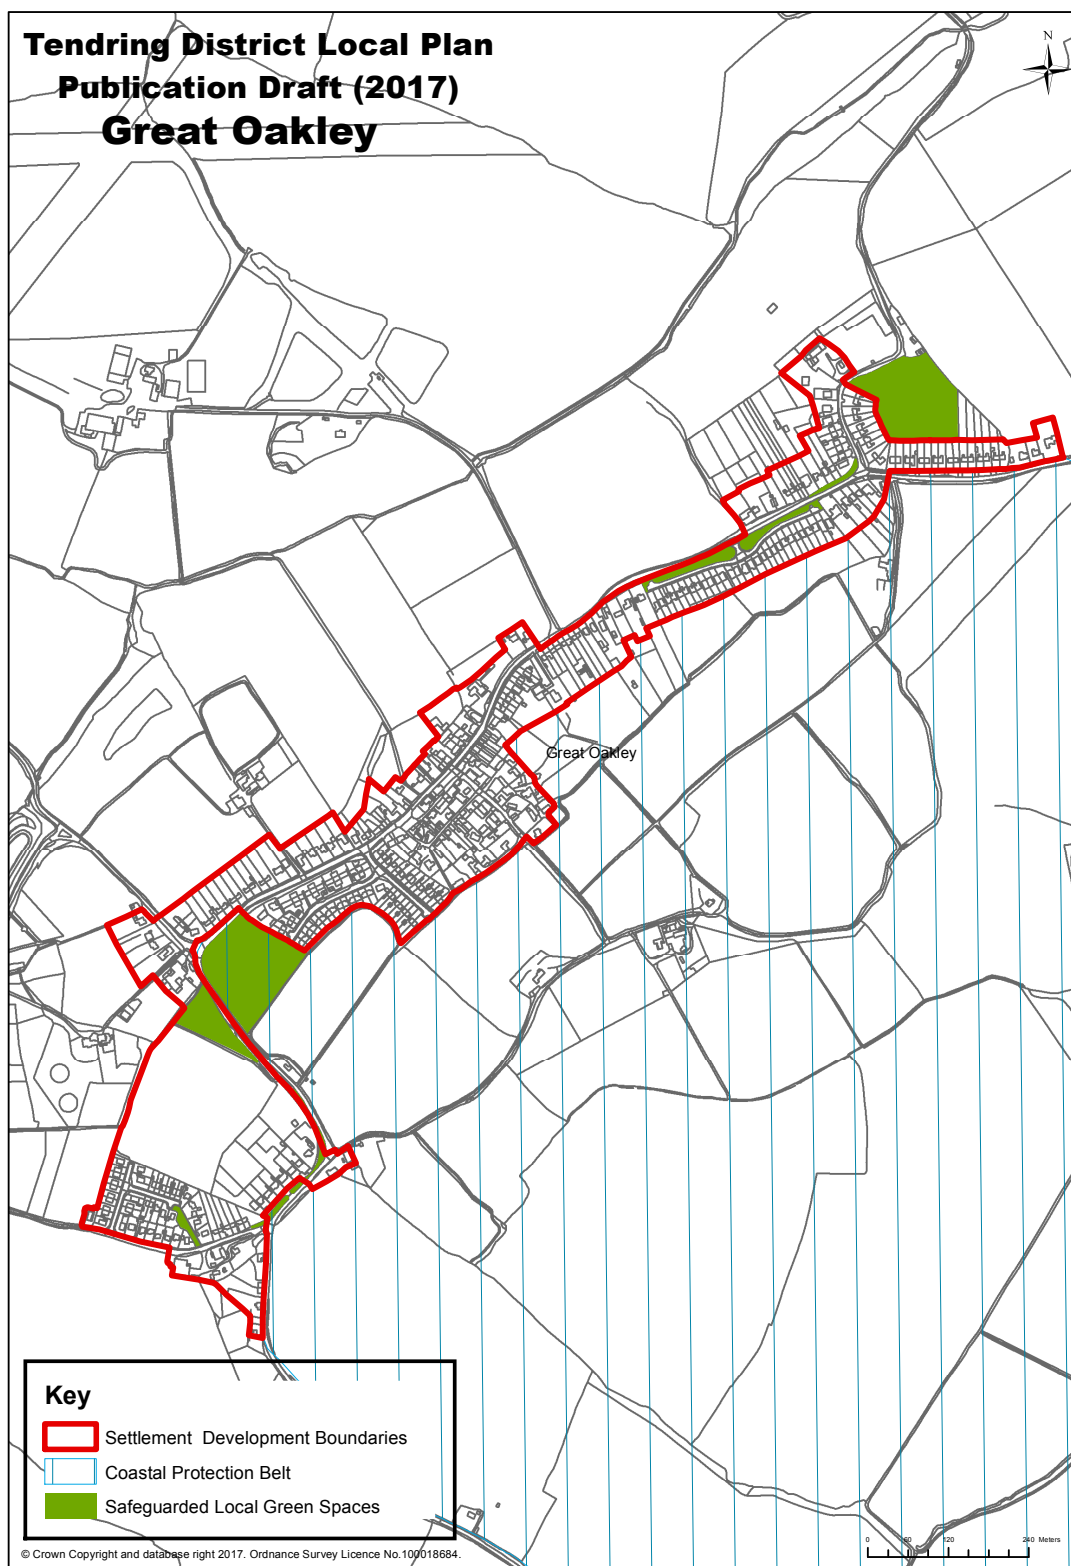 Tendring District Local Plan
Publication Draft (2017)
Great Oakley
N
Great Oakley
Key
Settlement Development Boundaries
Coastal Protection Belt
Safeguarded Local Green Spaces
0 60 120 240 Meters
© Crown Copyright and database right 2017. Ordnance Survey Licence No.100018684.